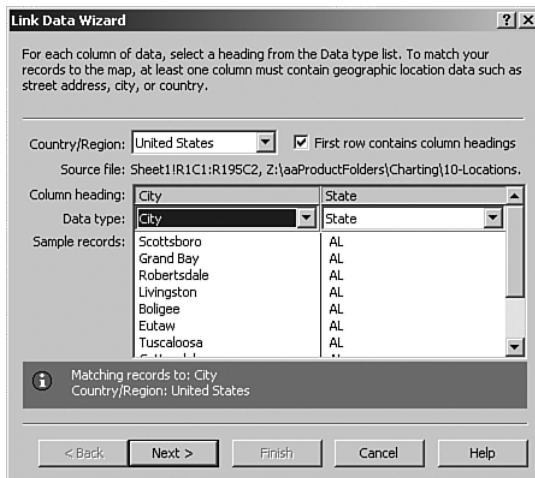 Link Data Wizard
For each column of data, select a heading from the Data type list. To match your
records to the map, at least one column must contain geographic location data such as
street address, city, or country.
Country/Region: United States First row contains column headings
Source file: Sheet1!R1C1:R195C2, Z:\aaProductFolders\Charting\10-Locations.
Column heading: City State
Data type: City State
Sample records: Scottsboro AL
Grand Bay AL
Robertsdale AL
Livingston AL
Boligee AL
Eutaw AL
Tuscaloosa AL
Matching records to: City
Country/Region: United States
< Back Next > Finish Cancel Help